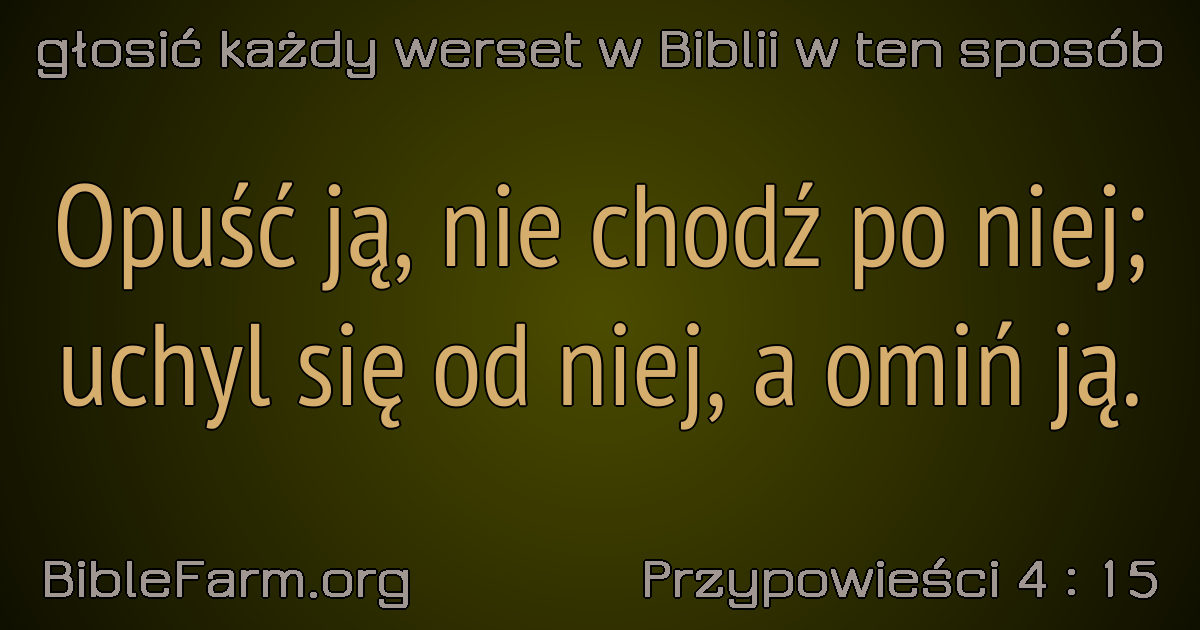 głosić każdy werset w Biblii w ten sposób
Opuść ją, nie chodź po niej;
uchyl się od niej, a omiń ją.
BibleFarm.org
Przypowieści 4 : 15